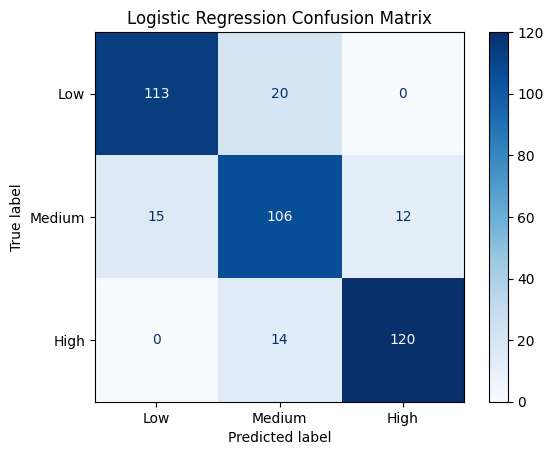 Logistic Regression Confusion Matrix
True label
Low 113 20 0
Medium 15 106 12
High 0 14 120
Low Medium High
Predicted label
120
100
80
60
40
20
0